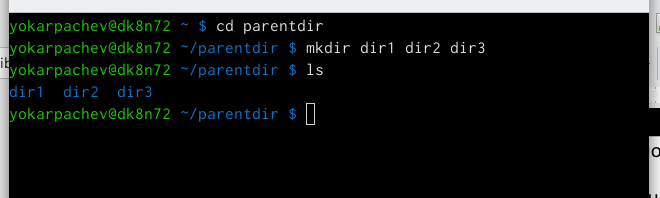 yokarpachev@dk8n72 ~ $ cd parentdir
yokarpachev@dk8n72 ~/parentdir $ mkdir dir1 dir2 dir3
yokarpachev@dk8n72 ~/parentdir $ ls
dir1  dir2  dir3
yokarpachev@dk8n72 ~/parentdir $